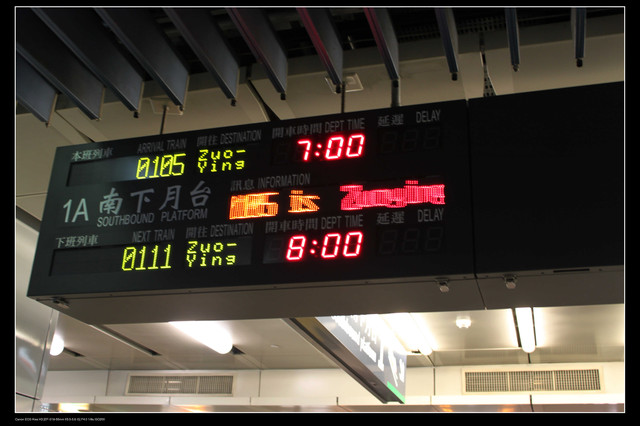 本班列車 ARRIVAL TRAIN 開往 DESTINATION 開車時間 DEPT TIME 延遲 DELAY
0105 Zuo-Ying 7:00
1A 南下月台 訊息 INFORMATION
SOUTHBOUND PLATFORM is Zuoying
下班列車 NEXT TRAIN 開往 DESTINATION 開車時間 DEPT TIME 延遲 DELAY
0111 Zuo-Ying 8:00